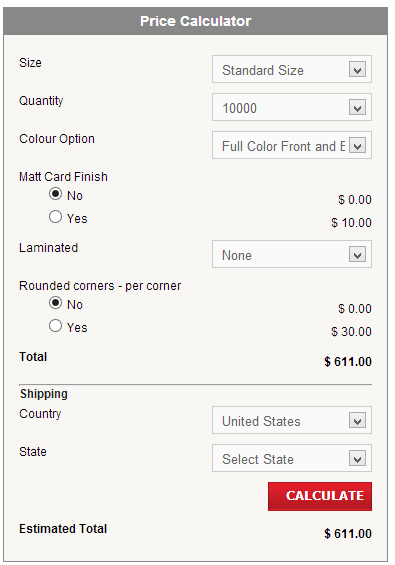 Price Calculator
Size Standard Size
Quantity 10000
Colour Option Full Color Front and
Matt Card Finish
No $ 0.00
Yes $ 10.00
Laminated None
Rounded corners - per corner
No $ 0.00
Yes $ 30.00
Total $ 611.00
Shipping
Country United States
State Select State
CALCULATE
Estimated Total $ 611.00